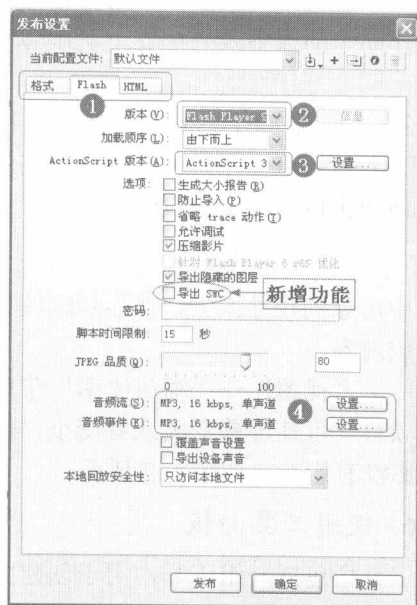 发布设置
当前配置文件: 默认文件
格式 Flash HTML
1
版本(V): Flash Player 9 2 信息
加载顺序(L): 由下而上
ActionScript 版本(A): ActionScript 3 3 设置...
选项: 生成大小报告(R)
防止导入(P)
省略 trace 动作(T)
允许调试
压缩影片
针对 Flash Player 6 r65 优化
导出隐藏的图层
导出 SWC 新增功能
密码:
脚本时间限制: 15 秒
JPEG 品质(Q): 80
0 100
音频流(S): MP3, 16 kbps, 单声道 4 设置...
音频事件(E): MP3, 16 kbps, 单声道 设置...
覆盖声音设置
导出设备声音
本地回放安全性: 只访问本地文件
发布 确定 取消